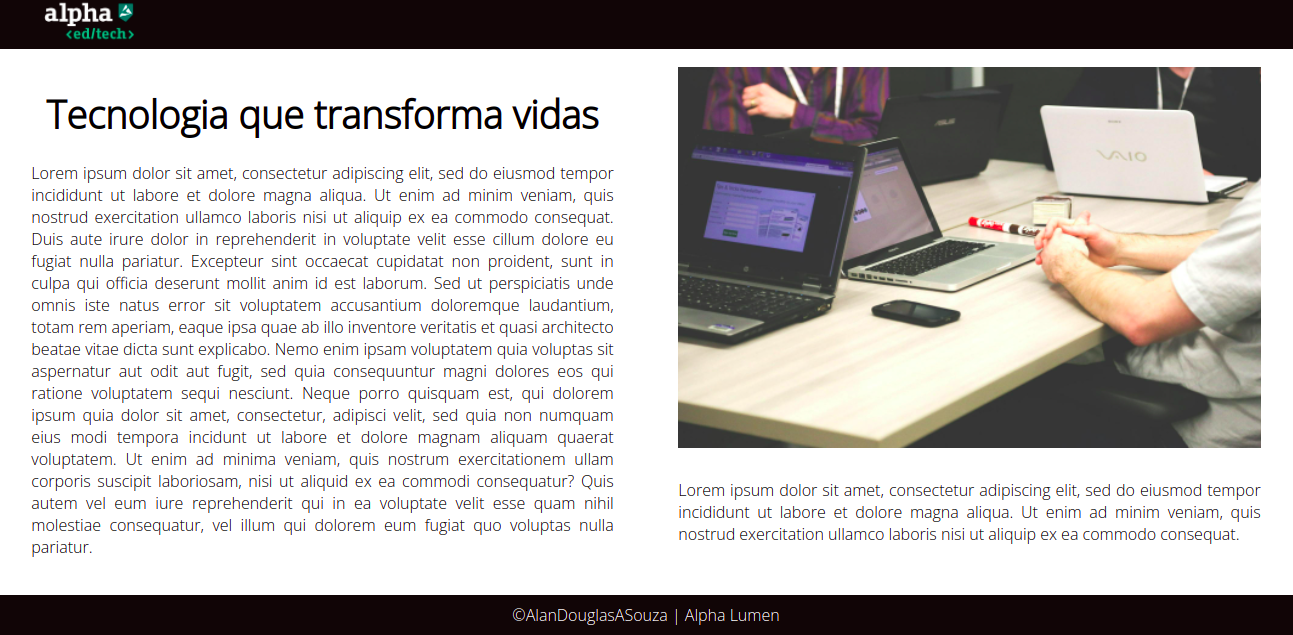 alpha
<ed/tech>
Tecnologia que transforma vidas
Lorem ipsum dolor sit amet, consectetur adipiscing elit, sed do eiusmod tempor
incididunt ut labore et dolore magna aliqua. Ut enim ad minim veniam, quis
nostrud exercitation ullamco laboris nisi ut aliquip ex ea commodo consequat.
Duis aute irure dolor in reprehenderit in voluptate velit esse cillum dolore eu
fugiat nulla pariatur. Excepteur sint occaecat cupidatat non proident, sunt in
culpa qui officia deserunt mollit anim id est laborum. Sed ut perspiciatis unde
omnis iste natus error sit voluptatem accusantium doloremque laudantium,
totam rem aperiam, eaque ipsa quae ab illo inventore veritatis et quasi architecto
beatae vitae dicta sunt explicabo. Nemo enim ipsam voluptatem quia voluptas sit
aspernatur aut odit aut fugit, sed quia consequuntur magni dolores eos qui
ratione voluptatem sequi nesciunt. Neque porro quisquam est, qui dolorem
ipsum quia dolor sit amet, consectetur, adipisci velit, sed quia non numquam
eius modi tempora incidunt ut labore et dolore magnam aliquam quaerat
voluptatem. Ut enim ad minima veniam, quis nostrum exercitationem ullam
corporis suscipit laboriosam, nisi ut aliquid ex ea commodi consequatur? Quis
autem vel eum iure reprehenderit qui in ea voluptate velit esse quam nihil
molestiae consequatur, vel illum qui dolorem eum fugiat quo voluptas nulla
pariatur.
ASUS
VAIO
Lorem ipsum dolor sit amet, consectetur adipiscing elit, sed do eiusmod tempor
incididunt ut labore et dolore magna aliqua. Ut enim ad minim veniam, quis
nostrud exercitation ullamco laboris nisi ut aliquip ex ea commodo consequat.
©AlanDouglasASouza | Alpha Lumen